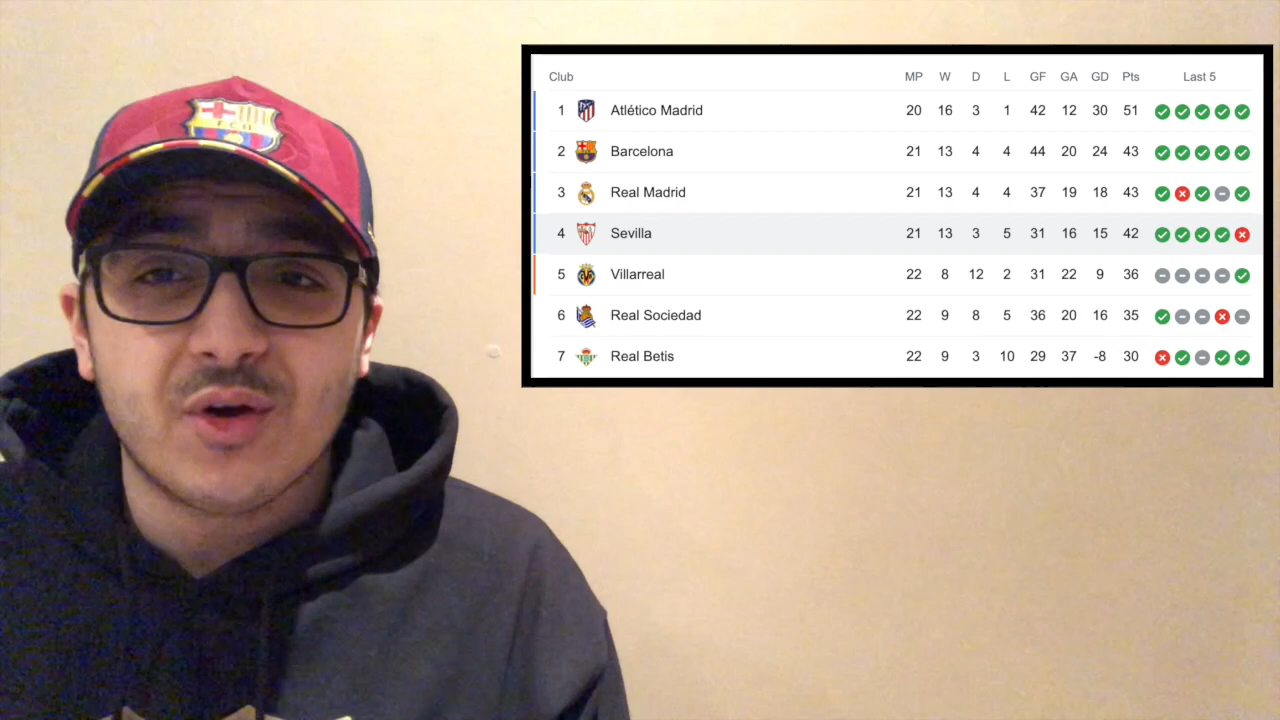 FCB
Club MP W D L GF GA GD Pts Last 5
1 Atlético Madrid 20 16 3 1 42 12 30 51
2 Barcelona 21 13 4 4 44 20 24 43
3 Real Madrid 21 13 4 4 37 19 18 43
4 Sevilla 21 13 3 5 31 16 15 42
5 Villarreal 22 8 12 2 31 22 9 36
6 Real Sociedad 22 9 8 5 36 20 16 35
7 Real Betis 22 9 3 10 29 37 -8 30